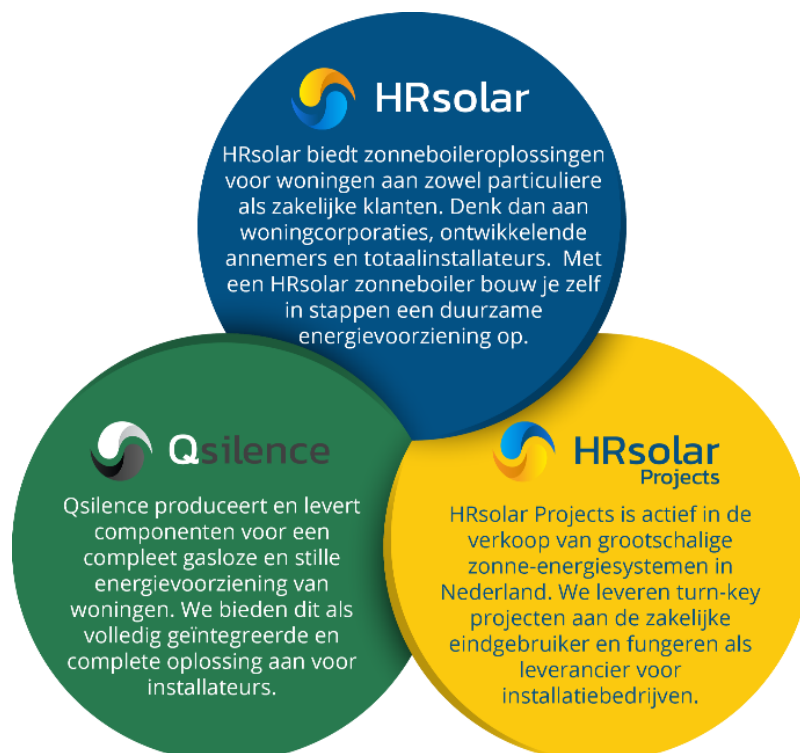 HRsolar
HRsolar biedt zonneboileroplossingen
voor woningen aan zowel particuliere
als zakelijke klanten. Denk dan aan
woningcorporaties, ontwikkelende
annemers en totaalinstallateurs. Met
een HRsolar zonneboiler bouw je zelf
in stappen een duurzame
energievoorziening op.
Qsilence
Qsilence produceert en levert
componenten voor een
compleet gasloze en stille
energievoorziening van
woningen. We bieden dit als
volledig geïntegreerde en
complete oplossing aan voor
installateurs.
HRsolar
Projects
HRsolar Projects is actief in de
verkoop van grootschalige
zonne-energiesystemen in
Nederland. We leveren turn-key
projecten aan de zakelijke
eindgebruiker en fungeren als
leverancier voor
installatiebedrijven.